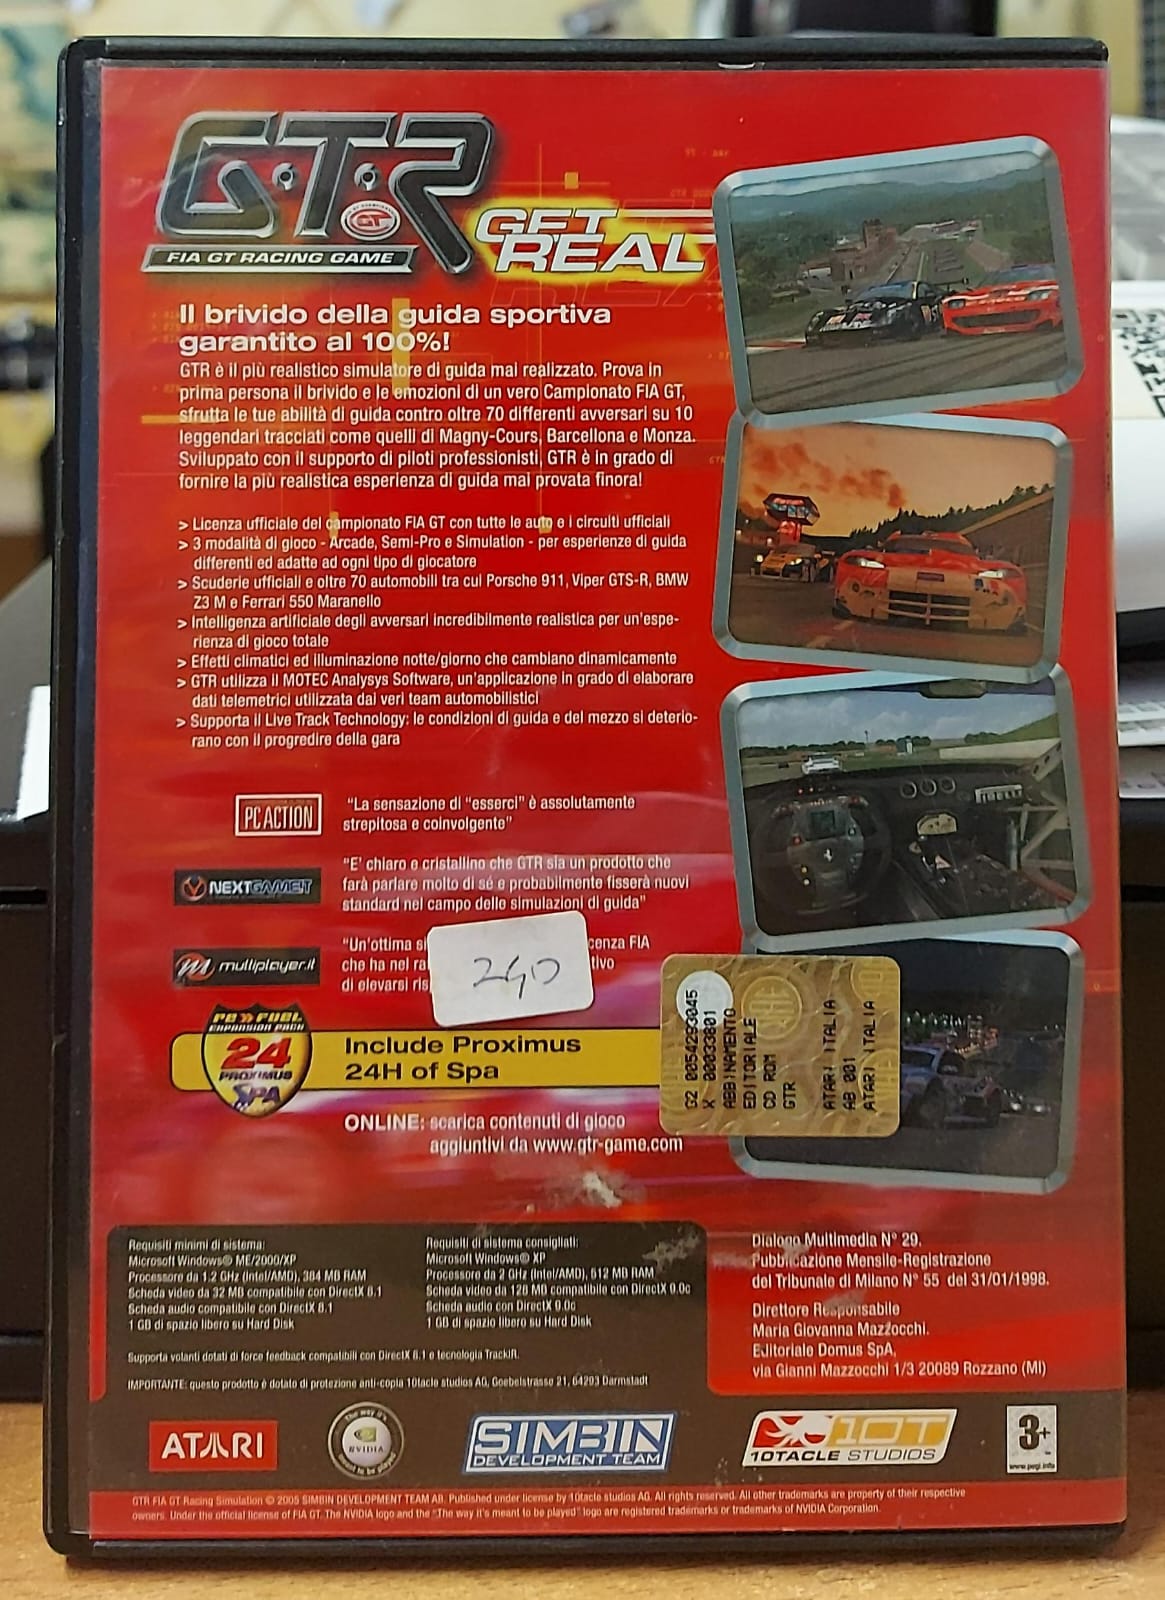 G·T·R
FIA GT RACING GAME
GET
REAL
Il brivido della guida sportiva
garantito al 100%!
GTR è il più realistico simulatore di guida mai realizzato. Prova in
prima persona il brivido e le emozioni di un vero Campionato FIA GT,
sfrutta le tue abilità di guida contro oltre 70 differenti avversari su 10
leggendari tracciati come quelli di Magny-Cours, Barcellona e Monza.
Sviluppato con il supporto di piloti professionisti, GTR è in grado di
fornire la più realistica esperienza di guida mai provata finora!
> Licenza ufficiale del campionato FIA GT con tutte le auto e i circuiti ufficiali
> 3 modalità di gioco - Arcade, Semi-Pro e Simulation - per esperienze di guida
differenti ed adatte ad ogni tipo di giocatore
> Scuderie ufficiali e oltre 70 automobili tra cui Porsche 911, Viper GTS-R, BMW
Z3 M e Ferrari 550 Maranello
> Intelligenza artificiale degli avversari incredibilmente realistica per un'espe-
rienza di gioco totale
> Effetti climatici ed illuminazione notte/giorno che cambiano dinamicamente
> GTR utilizza il MOTEC Analysys Software, un'applicazione in grado di elaborare
dati telemetrici utilizzata dai veri team automobilistici
> Supporta il Live Track Technology: le condizioni di guida e del mezzo si deterio-
rano con il progredire della gara
PC ACTION
"La sensazione di "esserci" è assolutamente
strepitosa e coinvolgente"
NEXTGAME.IT
"E' chiaro e cristallino che GTR sia un prodotto che
farà parlare molto di sé e probabilmente fisserà nuovi
standard nel campo delle simulazioni di guida"
multiplayer.it
"Un'ottima si cenza FIA
che ha nel ra tivo
di elevarsi ris
240
PC FUEL
EXPANSION PACK
24
PROXIMUS
SPA
Include Proximus
24H of Spa
ONLINE: scarica contenuti di gioco
aggiuntivi da www.gtr-game.com
G2 0054293045
X 00033801
ABBINAMENTO
EDITORIALE
CD ROM
GTR
ATARI ITALIA
AB 001
ATARI ITALIA
Requisiti minimi di sistema:
Microsoft Windows® ME/2000/XP
Processore da 1.2 GHz (Intel/AMD), 384 MB RAM
Scheda video da 32 MB compatibile con DirectX 8.1
Scheda audio compatibile con DirectX 8.1
1 GB di spazio libero su Hard Disk
Requisiti di sistema consigliati:
Microsoft Windows® XP
Processore da 2 GHz (Intel/AMD), 512 MB RAM
Scheda video da 128 MB compatibile con DirectX 9.0c
Scheda audio con DirectX 9.0c
1 GB di spazio libero su Hard Disk
Supporta volanti dotati di force feedback compatibili con DirectX 8.1 e tecnologia TrackIR.
IMPORTANTE: questo prodotto è dotato di protezione anti-copia 10tacle studios AG, Goebelstrasse 21, 64293 Darmstadt
Dialogo Multimedia N° 29.
Pubblicazione Mensile-Registrazione
del Tribunale di Milano N° 55 del 31/01/1998.
Direttore Responsabile
Maria Giovanna Mazzocchi.
Editoriale Domus SpA,
via Gianni Mazzocchi 1/3 20089 Rozzano (MI)
ATARI
The way it's
NVIDIA
meant to be played
SIMBIN
DEVELOPMENT TEAM
10T
10TACLE STUDIOS
3+
www.pegi.info
GTR FIA GT Racing Simulation © 2005 SIMBIN DEVELOPMENT TEAM AB. Published under license by 10tacle studios AG. All rights reserved. All other trademarks are property of their respective
owners. Under the official license of FIA GT. The NVIDIA logo and the "The way it's meant to be played" logo are registered trademarks or trademarks of NVIDIA Corporation.